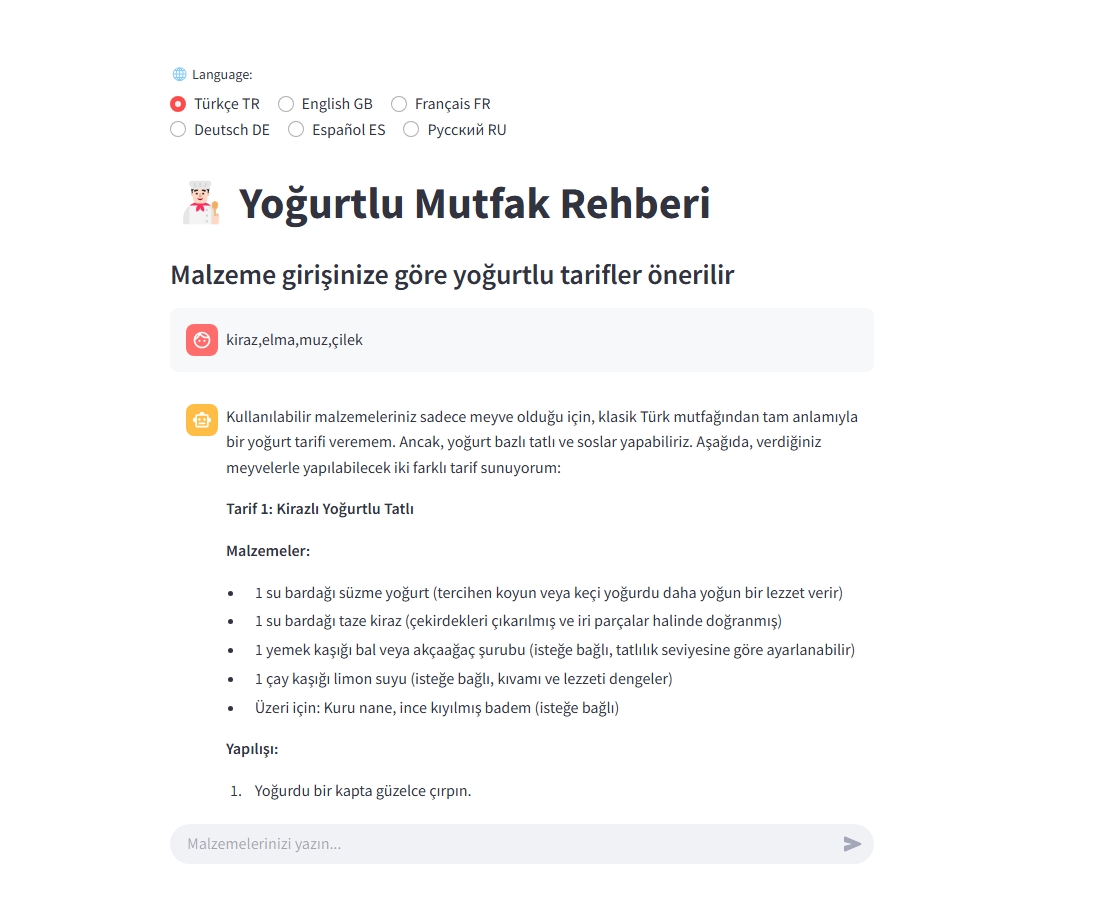 🌐 Language:
Türkçe TR English GB Français FR
Deutsch DE Español ES Русский RU
Yoğurtlu Mutfak Rehberi
Malzeme girişinize göre yoğurtlu tarifler önerilir
kiraz,elma,muz,çilek
Kullanılabilir malzemeleriniz sadece meyve olduğu için, klasik Türk mutfağından tam anlamıyla
bir yoğurt tarifi veremem. Ancak, yoğurt bazlı tatlı ve soslar yapabiliriz. Aşağıda, verdiğiniz
meyvelerle yapılabilecek iki farklı tarif sunuyorum:
Tarif 1: Kirazlı Yoğurtlu Tatlı
Malzemeler:
• 1 su bardağı süzme yoğurt (tercihen koyun veya keçi yoğurdu daha yoğun bir lezzet verir)
• 1 su bardağı taze kiraz (çekirdekleri çıkarılmış ve iri parçalar halinde doğranmış)
• 1 yemek kaşığı bal veya akçaağaç şurubu (isteğe bağlı, tatlılık seviyesine göre ayarlanabilir)
• 1 çay kaşığı limon suyu (isteğe bağlı, kıvamı ve lezzeti dengeler)
• Üzeri için: Kuru nane, ince kıyılmış badem (isteğe bağlı)
Yapılışı:
1. Yoğurdu bir kapta güzelce çırpın.
Malzemelerinizi yazın...